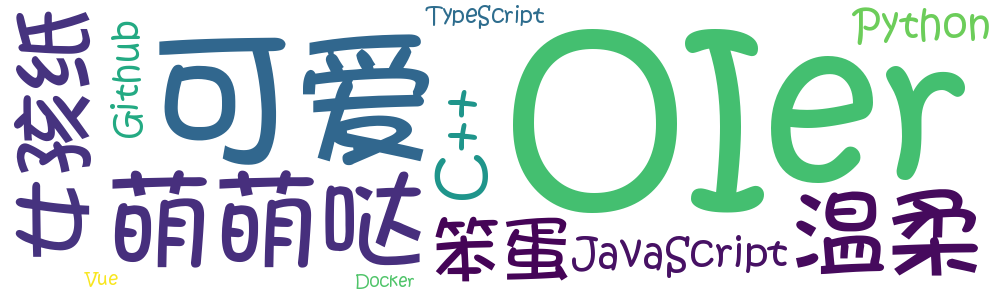 女孩纸
Github
可爱
TypeScript
C++
OIer
Python
萌萌哒
笨蛋
JavaScript
温柔
Vue
Docker